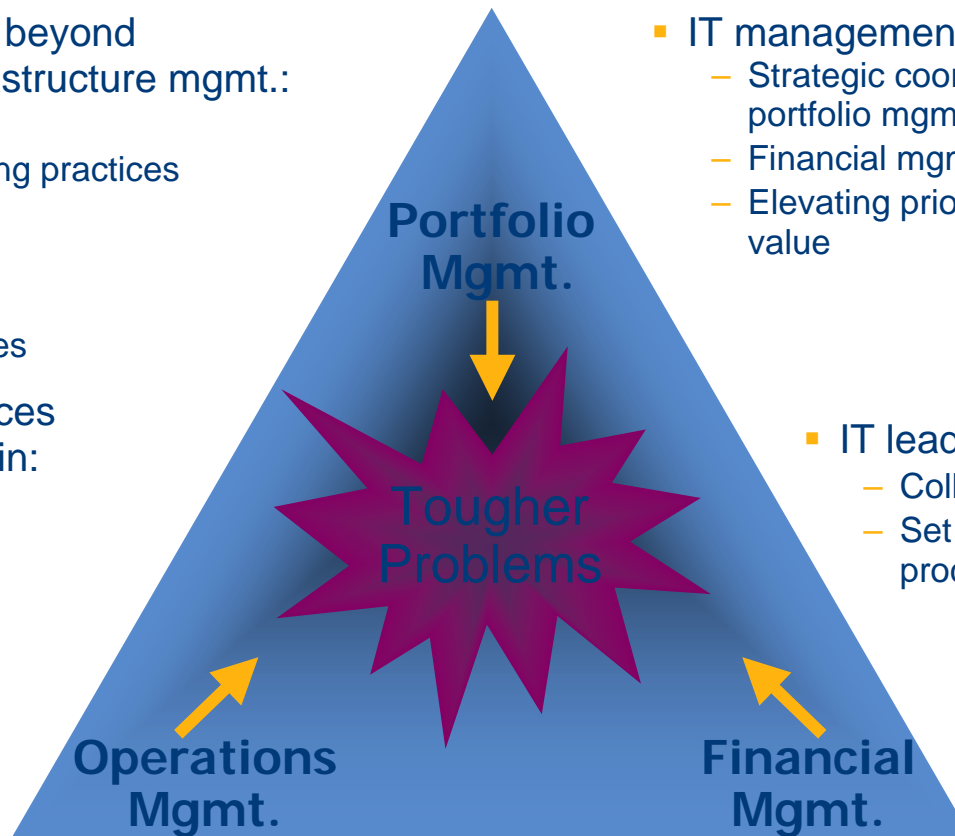 beyond
structure mgmt.:
ng practices
es
ces
in:
Portfolio
Mgmt.
Tougher
Problems
Operations
Mgmt.
Financial
Mgmt.
IT managemen
– Strategic coor
portfolio mgm
– Financial mgr
– Elevating prio
value
IT lead
– Coll
– Set
proc